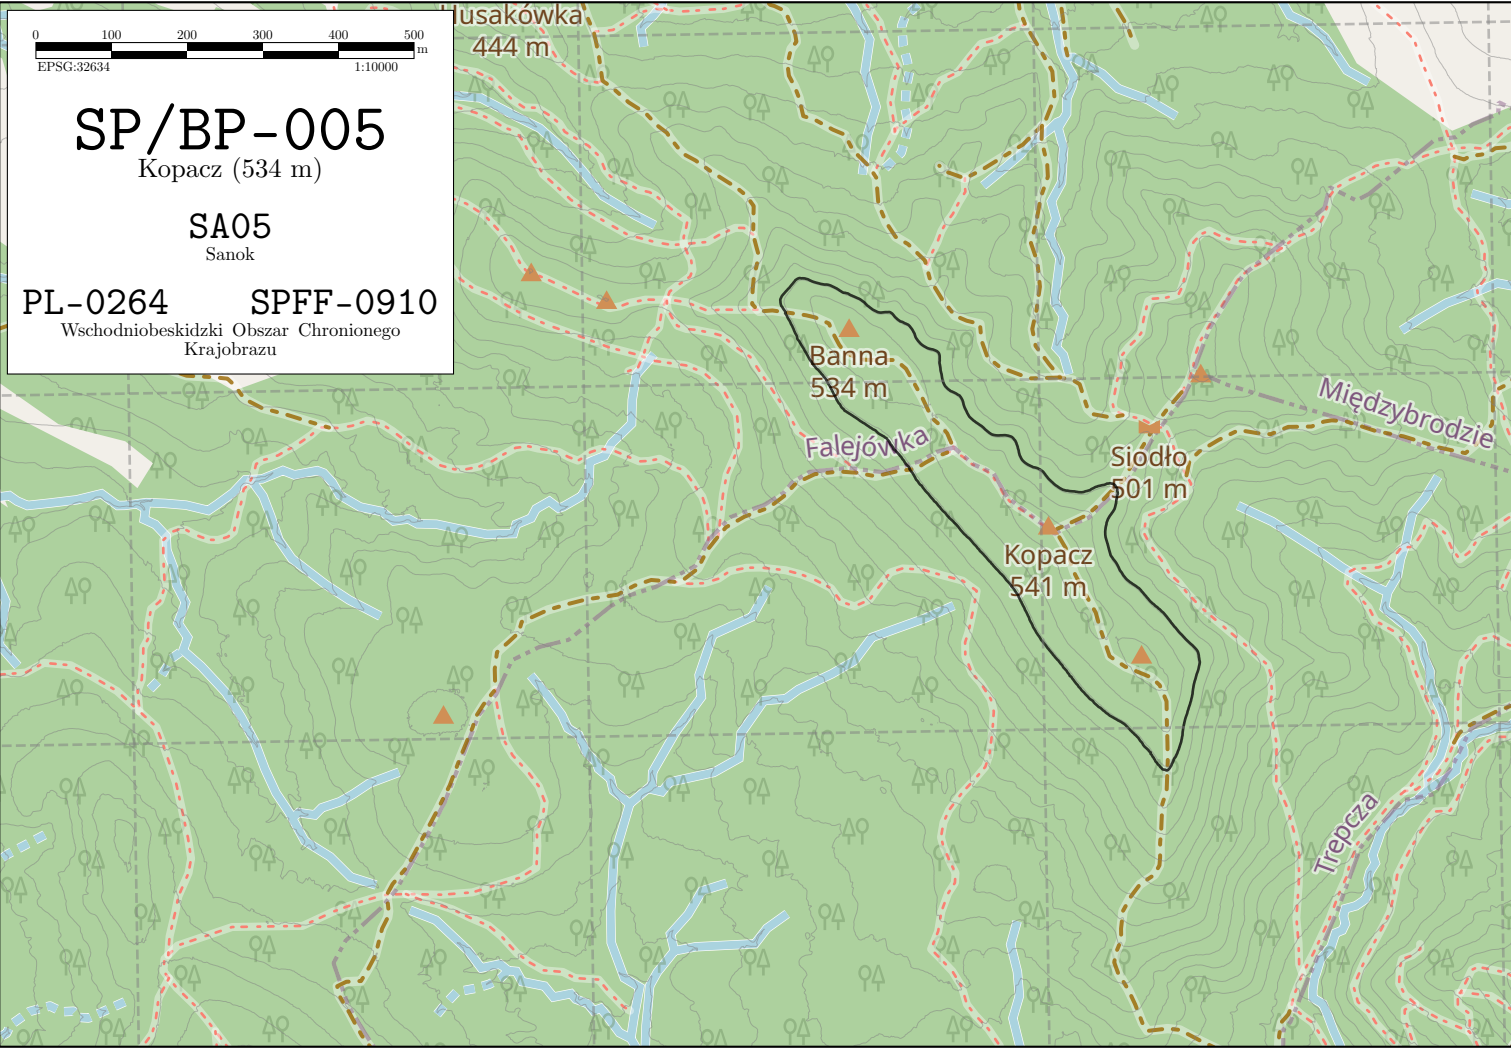 0 100 200 300 400 500
m
EPSG:32634 1:10000
SP/BP-005
Kopacz (534 m)
SA05
Sanok
PL-0264 SPFF-0910
Wschodniobeskidzki Obszar Chronionego
Krajobrazu
Husakówka
444 m
Banna
534 m
Falejówka
Międzybrodzie
Siodło
501 m
Kopacz
541 m
Trepcza